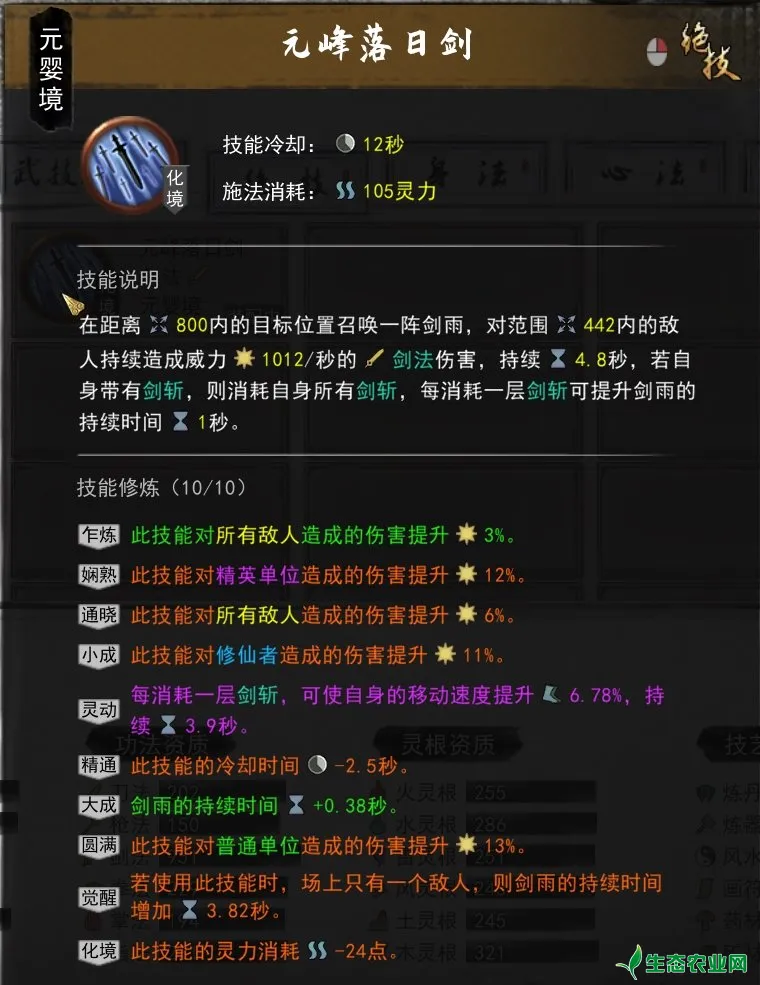 元婴境
元峰落日剑
绝技
化境
技能冷却： 12秒
施法消耗： 105灵力
技能说明
在距离 800内的目标位置召唤一阵剑雨，对范围 442内的敌
人持续造成威力 1012/秒的 剑法伤害，持续 4.8秒，若自
身带有剑斩，则消耗自身所有剑斩，每消耗一层剑斩可提升剑雨的
持续时间 1秒。
技能修炼（10/10）
乍炼 此技能对所有敌人造成的伤害提升 3%。
娴熟 此技能对精英单位造成的伤害提升 12%。
通晓 此技能对所有敌人造成的伤害提升 6%。
小成 此技能对修仙者造成的伤害提升 11%。
灵动 每消耗一层剑斩，可使自身的移动速度提升 6.78%，持
续 3.9秒。
功法资质 灵根资质 技艺
精通 此技能的冷却时间 -2.5秒。
火灵根 255 炼丹
大成 剑雨的持续时间 +0.38秒。
水灵根 286 炼器
圆满 此技能对普通单位造成的伤害提升 13%。
251 风水
觉醒 若使用此技能时，场上只有一个敌人，则剑雨的持续时间
增加 3.82秒。
画符
土灵根 245
化境 此技能的灵力消耗 -24点。
木灵根 321
生态农业网